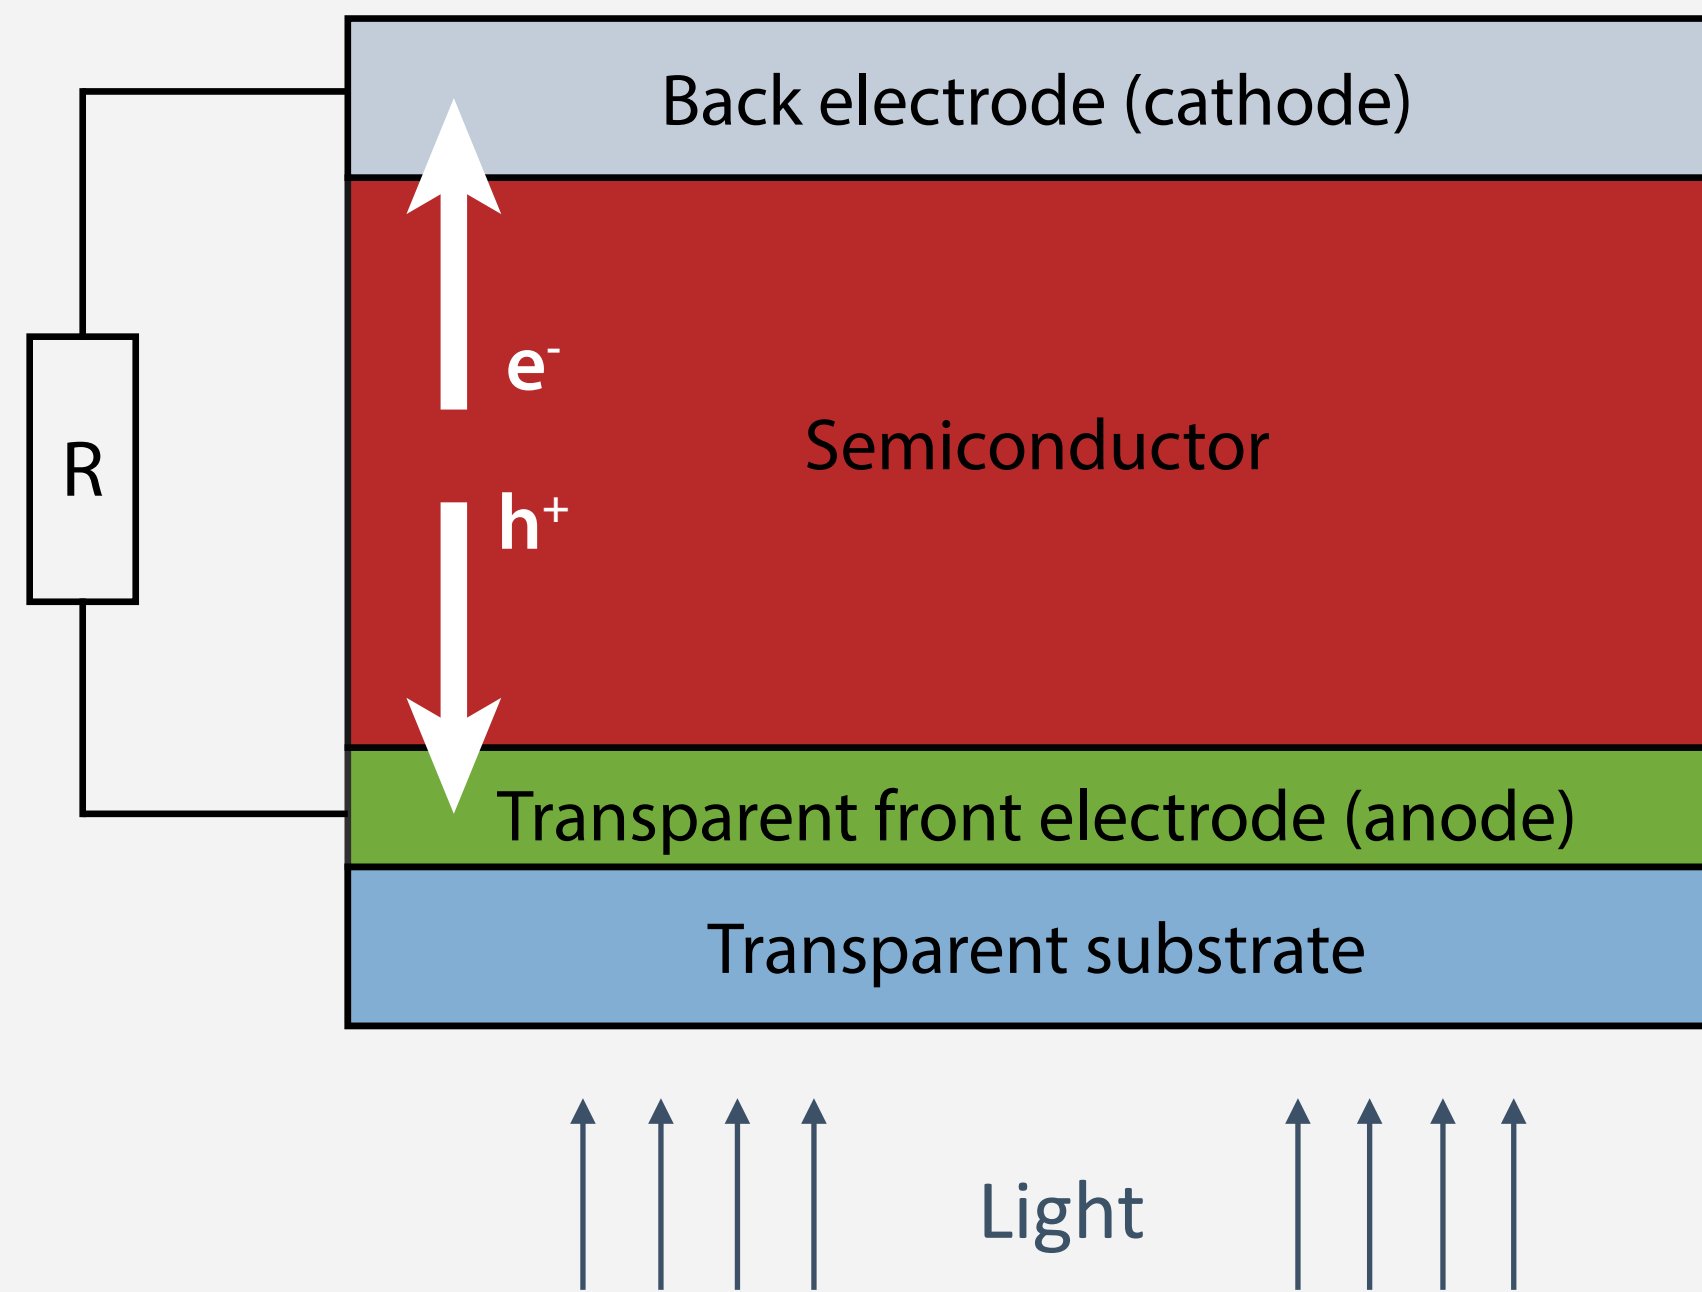 Back electrode (cathode)
e⁻
Semiconductor
R
h⁺
Transparent front electrode (anode)
Transparent substrate
Light